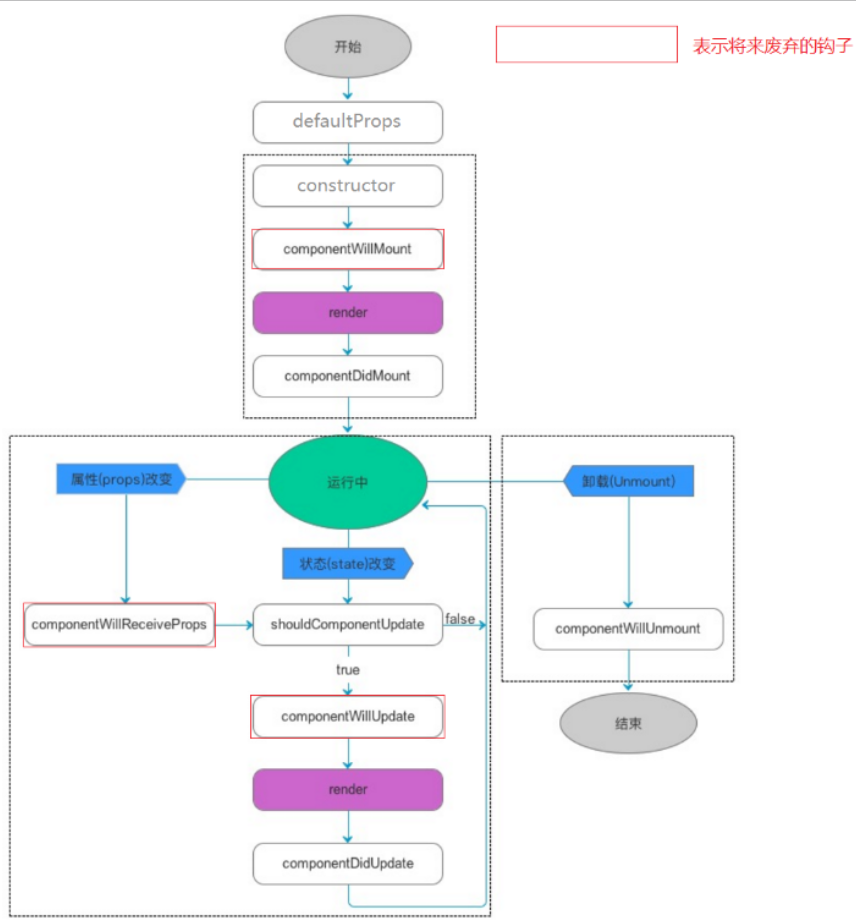 开始
表示将来废弃的钩子
defaultProps
constructor
componentWillMount
render
componentDidMount
属性(props)改变
运行中
卸载(Unmount)
状态(state)改变
componentWillReceiveProps
shouldComponentUpdate
false
componentWillUnmount
true
componentWillUpdate
结束
render
componentDidUpdate